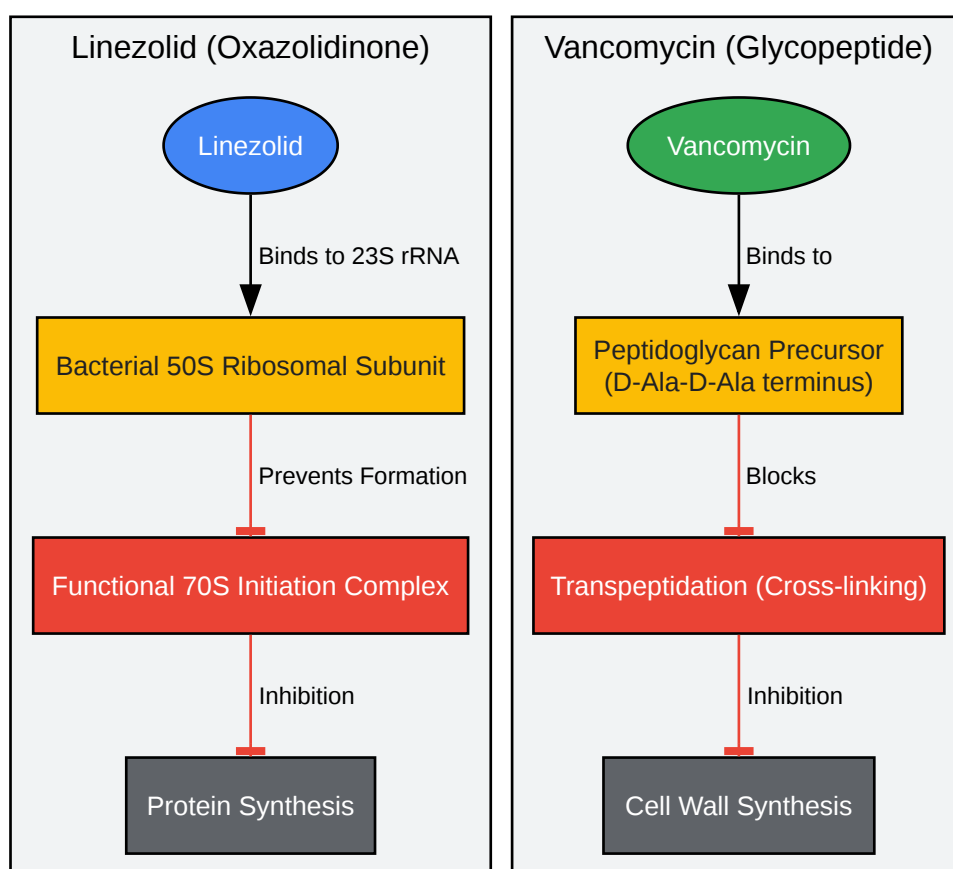 Linezolid (Oxazolidinone)
Linezolid
Binds to 23S rRNA
Bacterial 50S Ribosomal Subunit
Prevents Formation
Functional 70S Initiation Complex
Inhibition
Protein Synthesis
Vancomycin (Glycopeptide)
Vancomycin
Binds to
Peptidoglycan Precursor
(D-Ala-D-Ala terminus)
Blocks
Transpeptidation (Cross-linking)
Inhibition
Cell Wall Synthesis